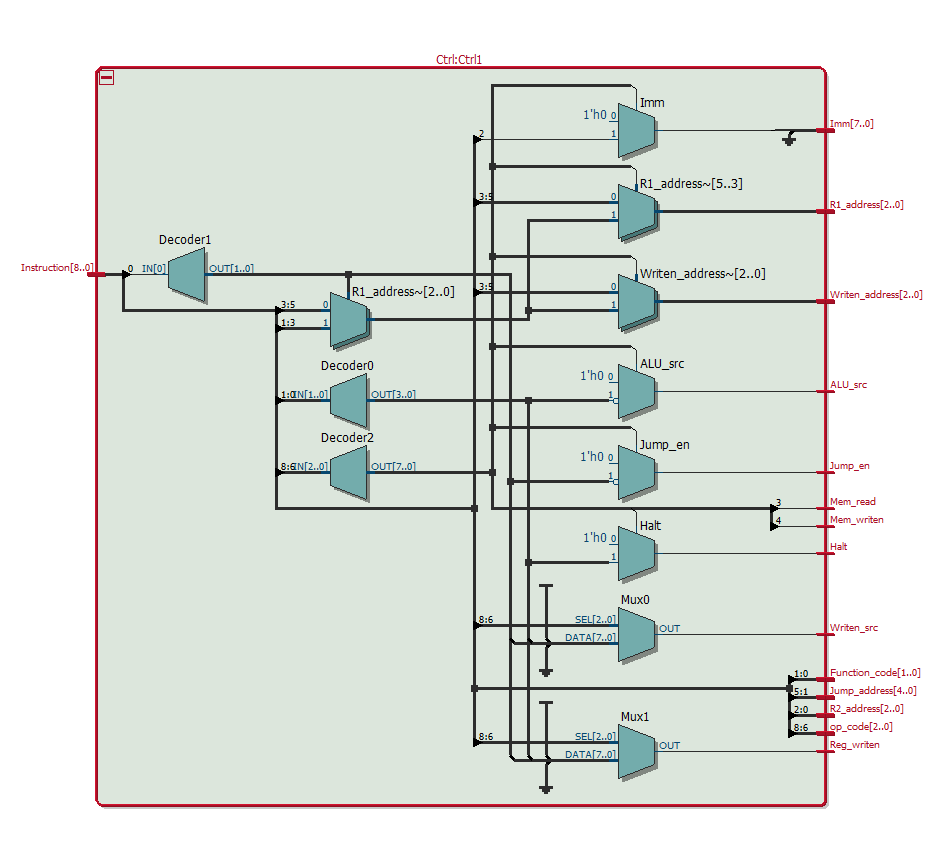 Ctrl:Ctrl1
Imm
1'h0 0
2
1
Imm[7..0]
R1_address~[5..3]
3:5
0
1
R1_address[2..0]
Decoder1
Instruction[8..0]
0
IN[0]
OUT[1..0]
Writen_address~[2..0]
3:5
0
1
Writen_address[2..0]
R1_address~[2..0]
3:5
0
1:3
1
Decoder0
1:0
IN[1..0]
OUT[3..0]
ALU_src
1'h0 0
1
ALU_src
Decoder2
8:6
IN[2..0]
OUT[7..0]
Jump_en
1'h0 0
1
Jump_en
3
Mem_read
4
Mem_writen
Halt
1'h0 0
1
Halt
Mux0
8:6
SEL[2..0]
DATA[7..0]
OUT
Writen_src
1:0
Function_code[1..0]
5:1
Jump_address[4..0]
2:0
R2_address[2..0]
8:6
op_code[2..0]
Mux1
8:6
SEL[2..0]
DATA[7..0]
OUT
Reg_writen